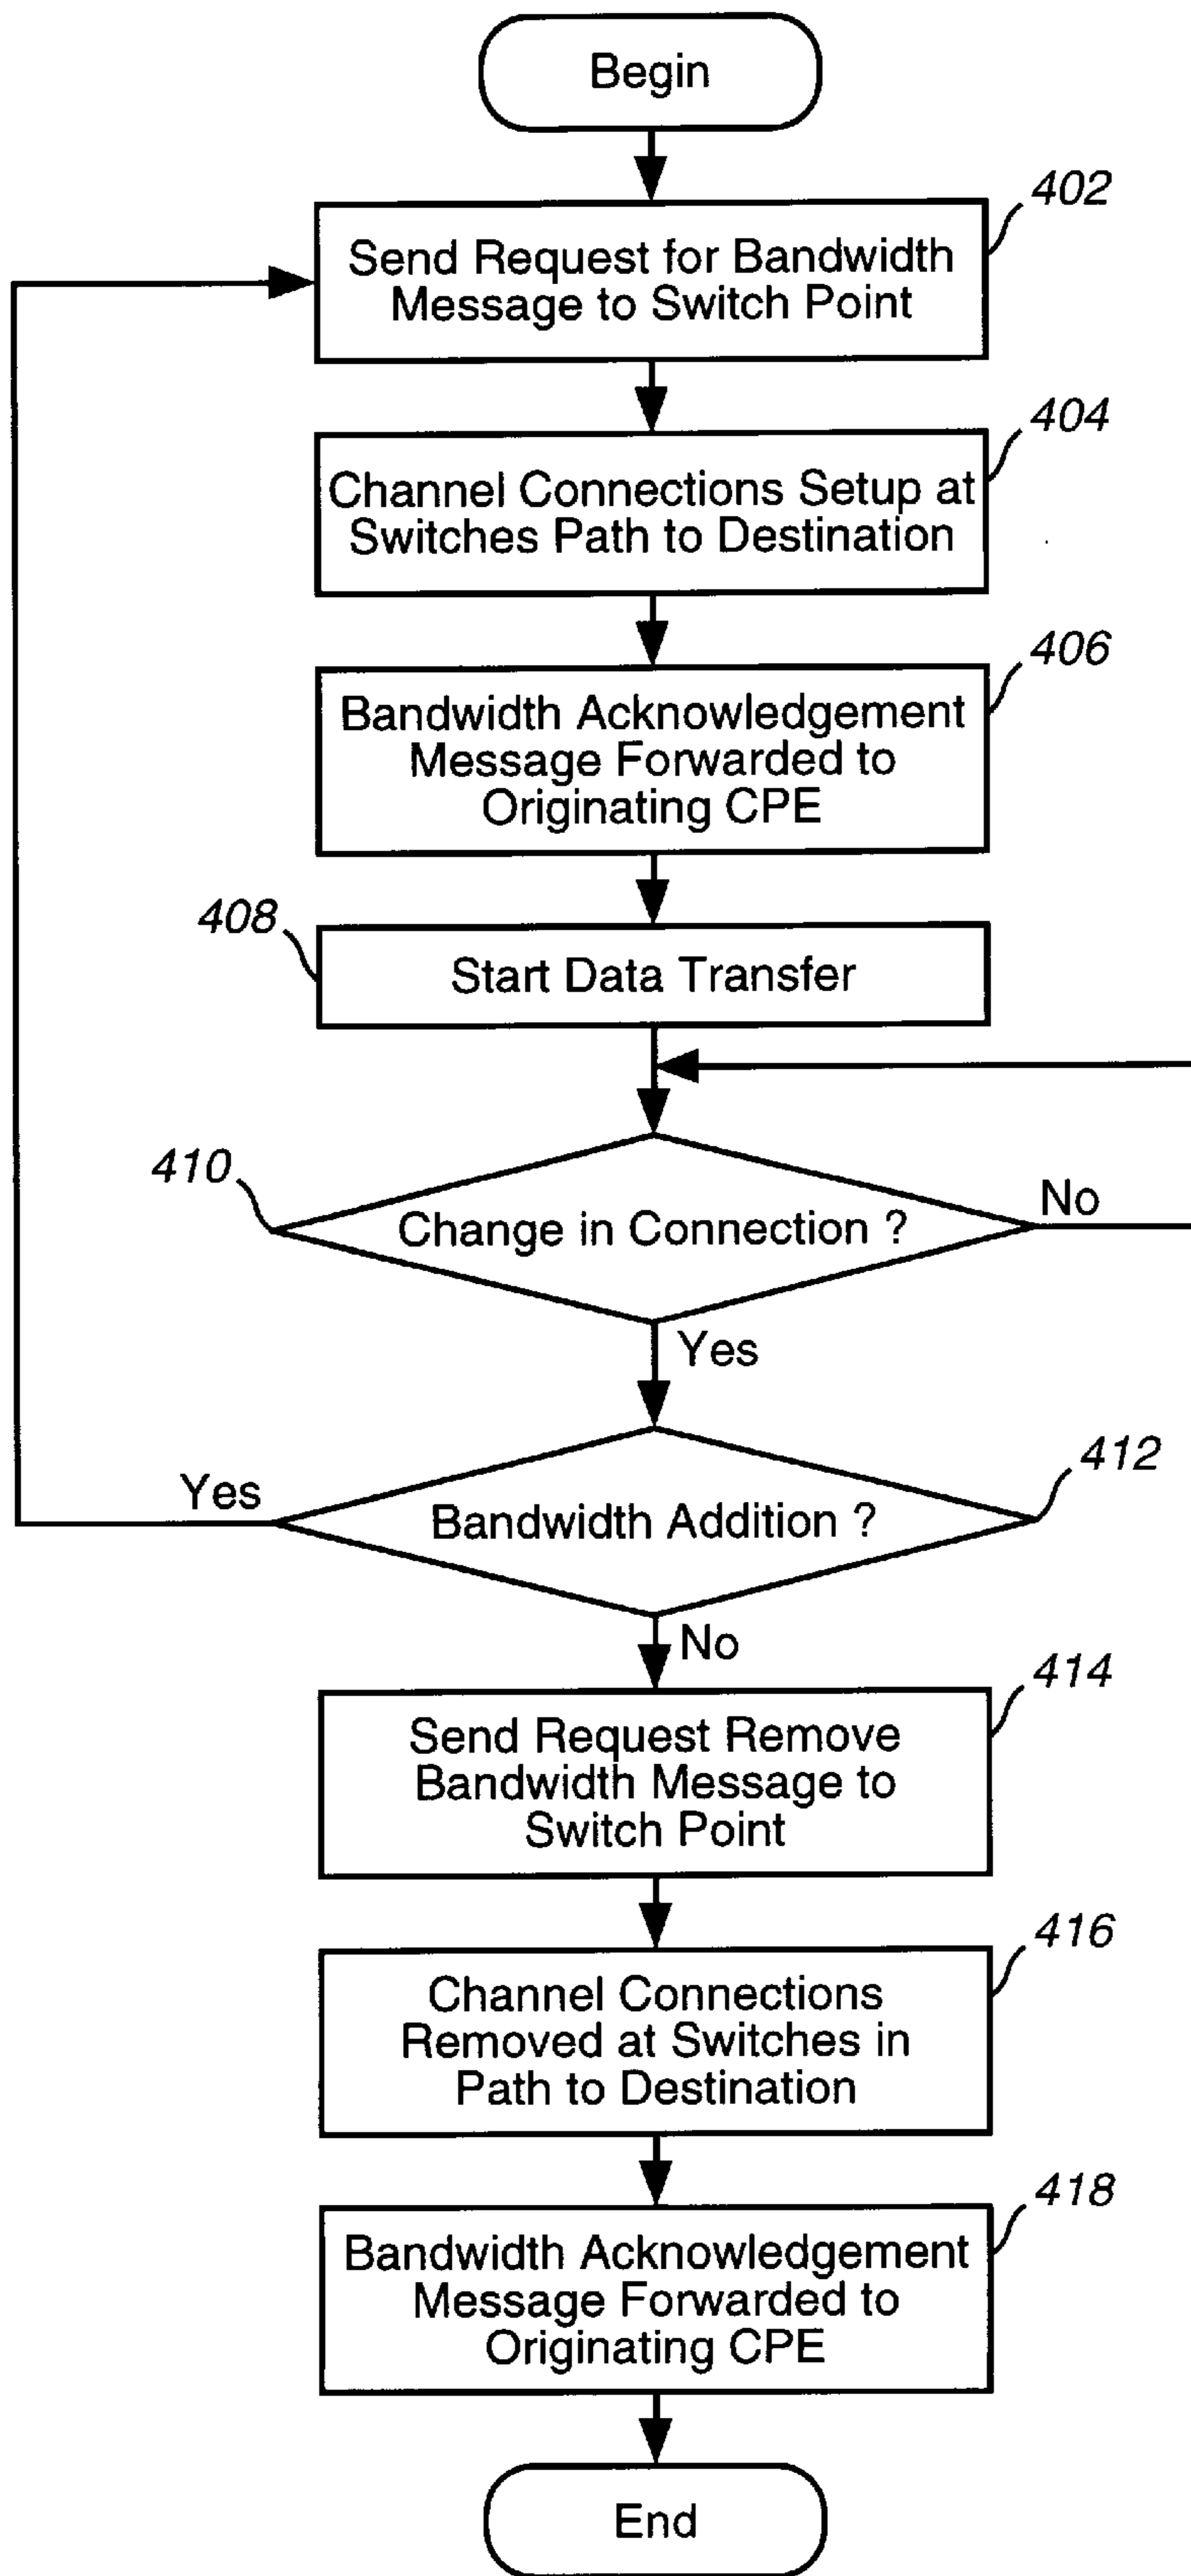 Begin
402
Send Request for Bandwidth
Message to Switch Point
404
Channel Connections Setup at
Switches Path to Destination
406
Bandwidth Acknowledgement
Message Forwarded to
Originating CPE
408
Start Data Transfer
410
Change in Connection ?
No
Yes
412
Yes
Bandwidth Addition ?
No
414
Send Request Remove
Bandwidth Message to
Switch Point
416
Channel Connections
Removed at Switches in
Path to Destination
418
Bandwidth Acknowledgement
Message Forwarded to
Originating CPE
End